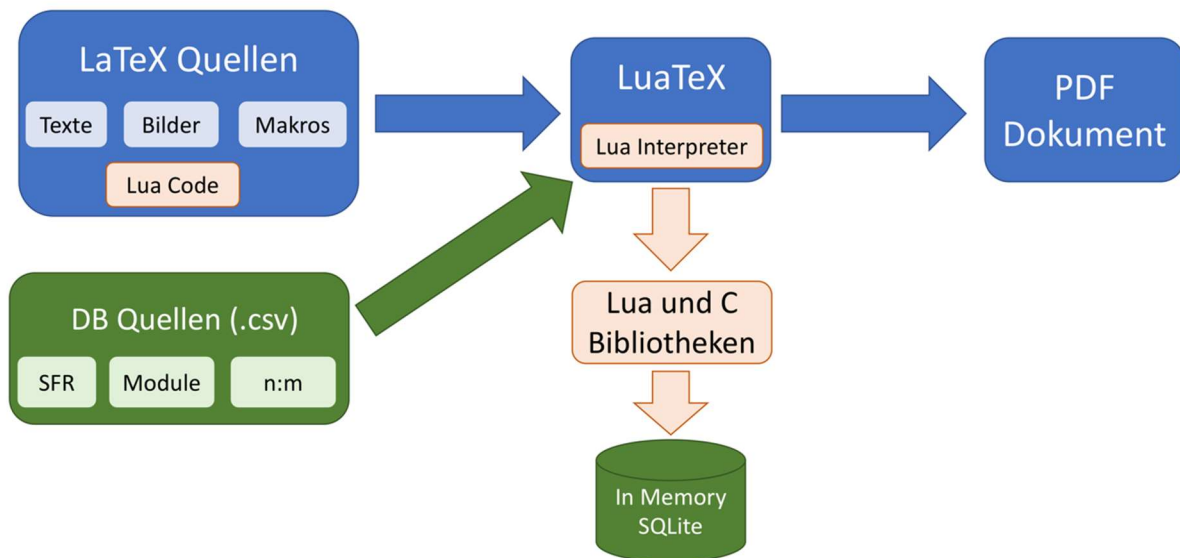 LaTeX Quellen
Texte
Bilder
Makros
Lua Code
LuaTeX
Lua Interpreter
PDF
Dokument
DB Quellen (.csv)
SFR
Module
n:m
Lua und C
Bibliotheken
In Memory
SQLite